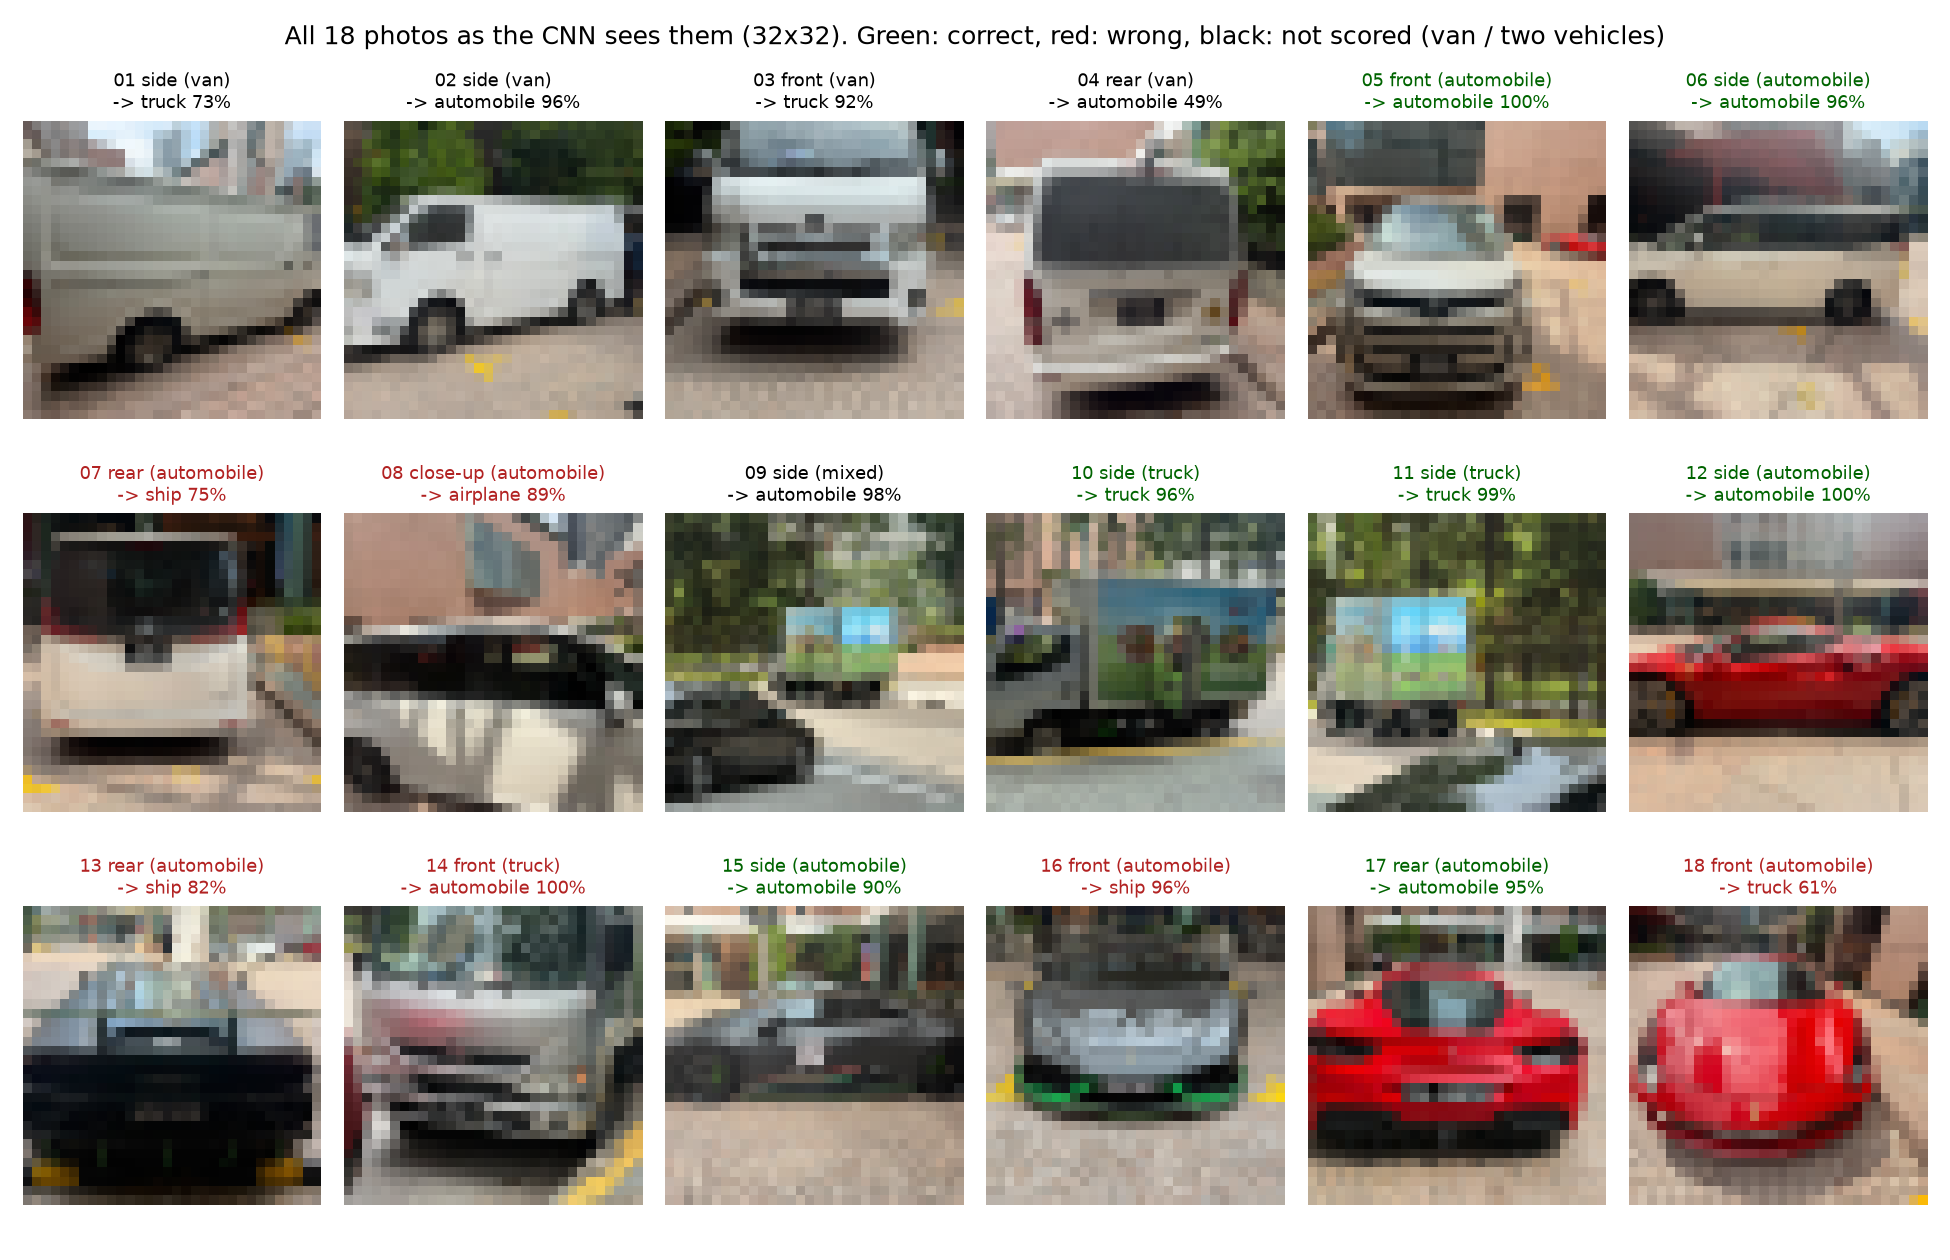 All 18 photos as the CNN sees them (32x32). Green: correct, red: wrong, black: not scored (van / two vehicles)
01 side (van)
-> truck 73%
02 side (van)
-> automobile 96%
03 front (van)
-> truck 92%
04 rear (van)
-> automobile 49%
05 front (automobile)
-> automobile 100%
06 side (automobile)
-> automobile 96%
07 rear (automobile)
-> ship 75%
08 close-up (automobile)
-> airplane 89%
09 side (mixed)
-> automobile 98%
10 side (truck)
-> truck 96%
11 side (truck)
-> truck 99%
12 side (automobile)
-> automobile 100%
13 rear (automobile)
-> ship 82%
14 front (truck)
-> automobile 100%
15 side (automobile)
-> automobile 90%
16 front (automobile)
-> ship 96%
17 rear (automobile)
-> automobile 95%
18 front (automobile)
-> truck 61%